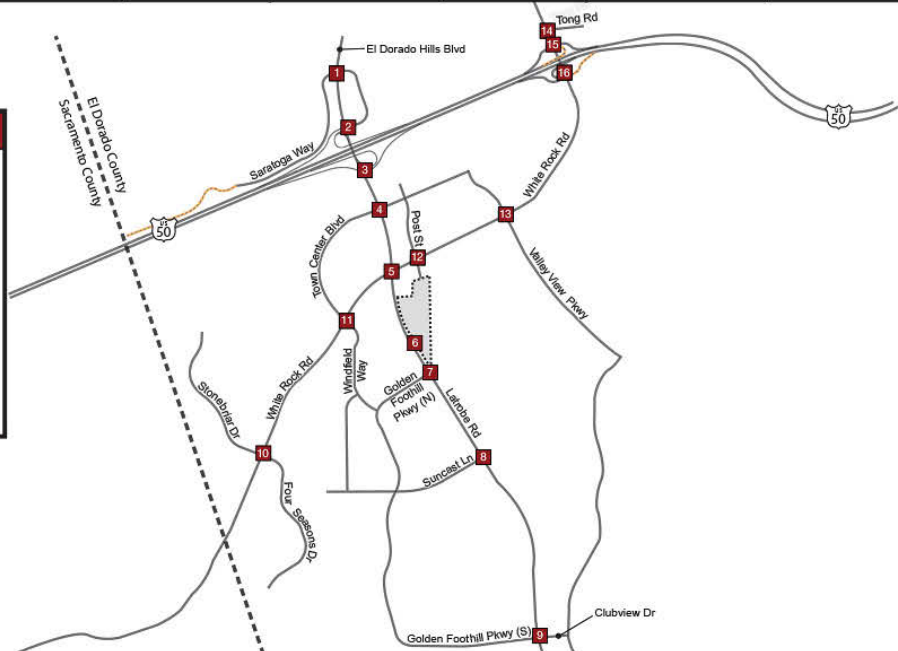 14
Tong Rd
15
El Dorado Hills Blvd
16
1
US
50
2
El Dorado County
Sacramento County
Saratoga Way
3
White Rock Rd
4
13
US
50
Town Center Blvd
Post St
12
5
Valley View Pkwy
11
6
Windfield
Way
7
Golden
Foothill
Pkwy (N)
White Rock Rd
Stonebriar Dr
Latrobe Rd
10
8
Suncast Ln
Four
Seasons Dr
Clubview Dr
Golden Foothill Pkwy (S)
9